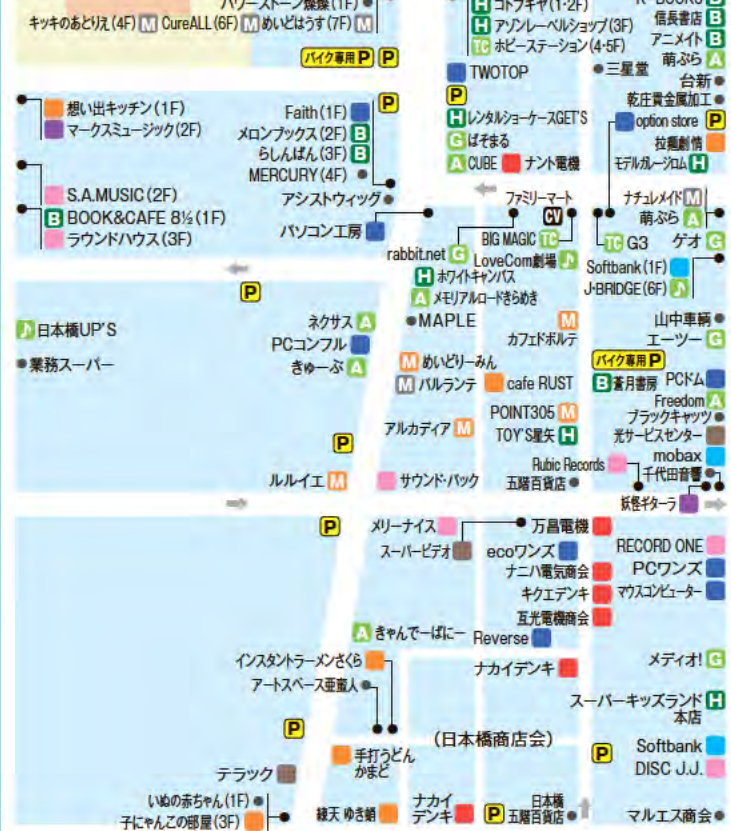 パワーストーン燦燦(1F)
キッキのあとりえ(4F) M CureALL(6F) M めいどはうす(7F) M
バイク専用 P P
H コトブキヤ(1・2F)
H アゾンレーベルショップ(3F)
TC ホビーステーション(4・5F)
K-BOOKS B
信長書店 B
アニメイト B
萌ぷら A
三星堂
台新
TWOTOP
P
H レンタルショーケースGET'S
G ぱそまる
A CUBE ナント電機
乾庄貴金属加工
option store P
拉麺劇情
モデルガレージロム H
想い出キッチン(1F)
マークスミュージック(2F)
Faith(1F) P
メロンブックス(2F) B
らしんばん(3F) B
MERCURY(4F)
アシストウィッグ
S.A.MUSIC(2F)
B BOOK&CAFE 8½(1F)
ラウンドハウス(3F)
パソコン工房
ファミリーマート
CV
BIG MAGIC TC
rabbit.net G
LoveCom劇場 ♪
H ホワイトキャンバス
A メモリアルロードきらめき
ナチュレメイド M
萌ぷら A
TC G3
ゲオ G
Softbank(1F)
J-BRIDGE(6F) ♪
P
♪ 日本橋UP'S
業務スーパー
ネクサス A
PCコンフル
きゅーぶ A
MAPLE
M
カフェドポルテ
M めいどりーみん
M バルランテ
cafe RUST
POINT305 M
アルカディア M
TOY'S星矢 H
山中車輌
エーツー G
バイク専用 P
B 蒼月書房
PCドム
Freedom A
ブラックキャッツ
光サービスセンター
mobax
千代田音響
Rubic Records
五階百貨店
P
ルルイエ M
サウンド・パック
妖怪ギターラ
P
メリーナイス
スーパービデオ
万昌電機
ecoワンズ
ナニハ電気商会
キクエデンキ
互光電機商会
RECORD ONE
PCワンズ
マウスコンピューター
A きゃんでーばにー
Reverse
インスタントラーメンさくら
アートスペース亜蛮人
ナカイデンキ
メディオ! G
スーパーキッズランド H
本店
P
(日本橋商店会)
手打うどん
かまど
P
Softbank
DISC J.J.
テラック
いぬの赤ちゃん(1F)
子にゃんこの部屋(3F)
緑天 ゆき蛸
ナカイ
デンキ
P
日本橋
五階百貨店
マルエス商会